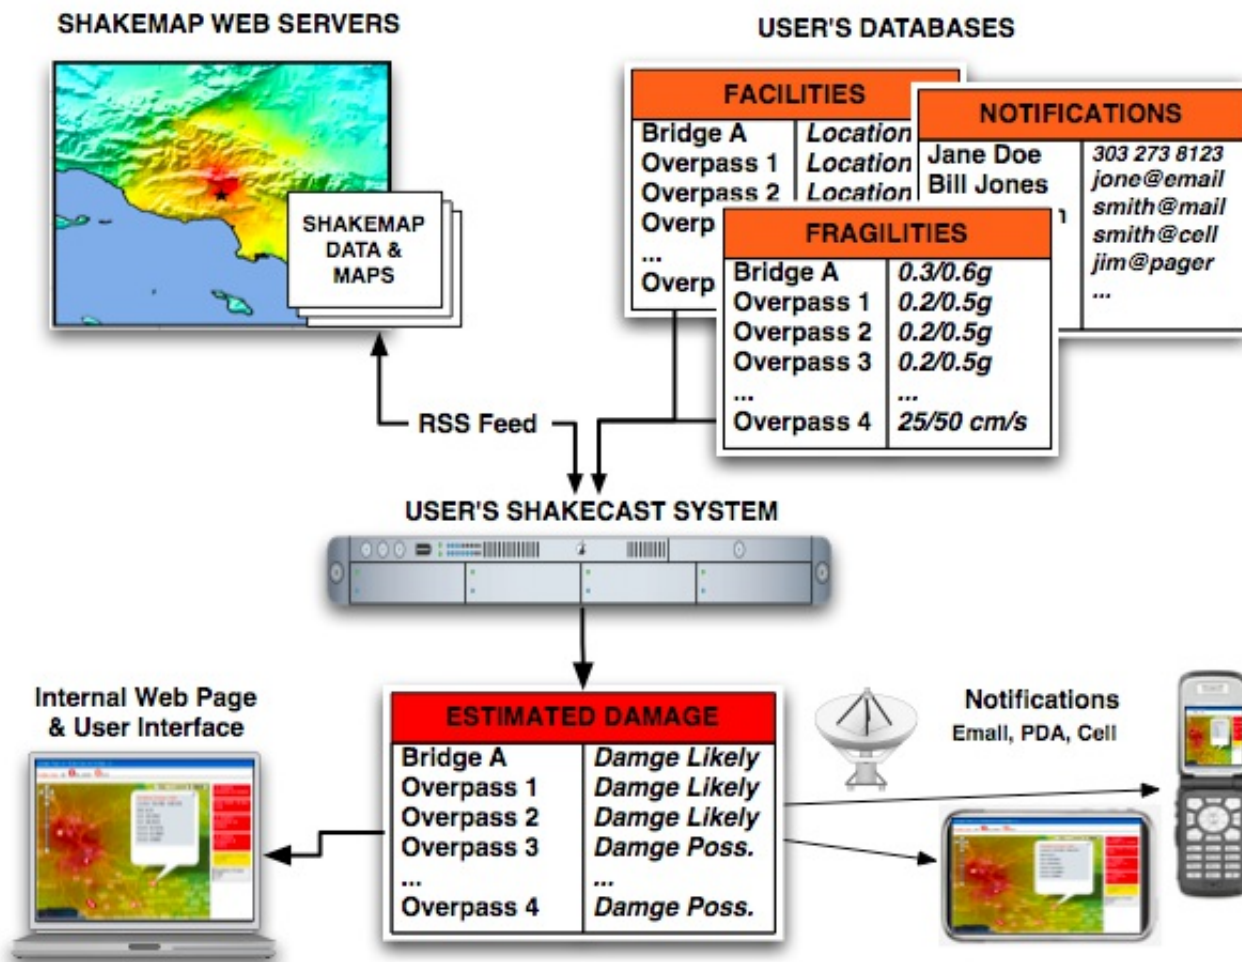 SHAKEMAP WEB SERVERS
USER'S DATABASES
SHAKEMAP
DATA &
MAPS
FACILITIES
Bridge A Location
Overpass 1 Location
Overpass 2 Location
Overp
...
Overp
NOTIFICATIONS
Jane Doe 303 273 8123
Bill Jones jone@email
smith@mail
smith@cell
jim@pager
...
FRAGILITIES
Bridge A 0.3/0.6g
Overpass 1 0.2/0.5g
Overpass 2 0.2/0.5g
Overpass 3 0.2/0.5g
... ...
Overpass 4 25/50 cm/s
RSS Feed
USER'S SHAKECAST SYSTEM
Internal Web Page
& User Interface
ESTIMATED DAMAGE
Bridge A Damge Likely
Overpass 1 Damge Likely
Overpass 2 Damge Likely
Overpass 3 Damge Poss.
... ...
Overpass 4 Damge Poss.
Notifications
Email, PDA, Cell